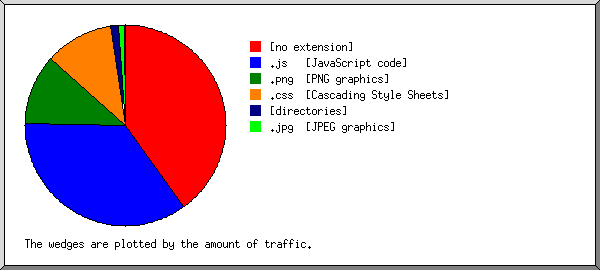 [no extension]
.js [JavaScript code]
.png [PNG graphics]
.css [Cascading Style Sheets]
[directories]
.jpg [JPEG graphics]
The wedges are plotted by the amount of traffic.